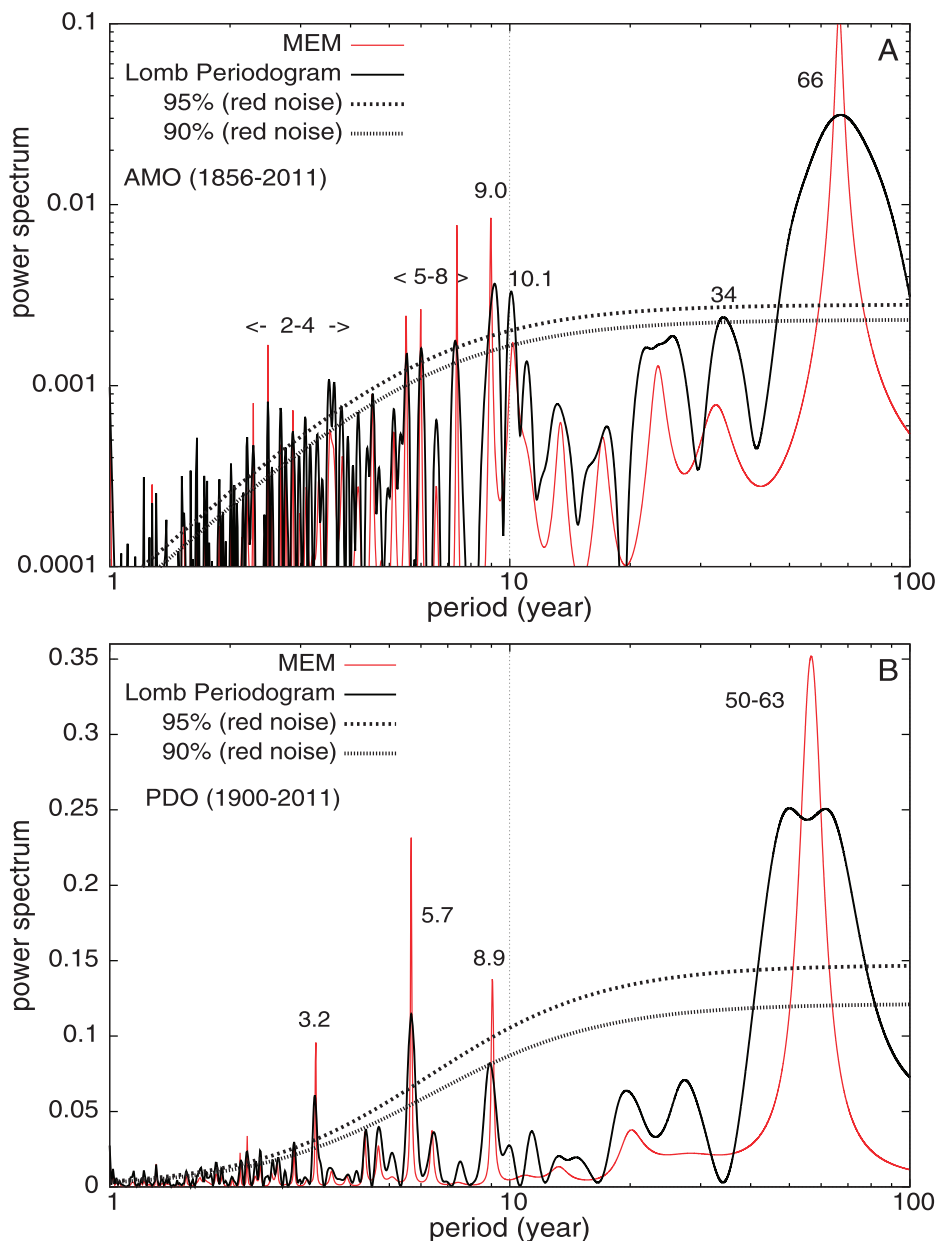 A
MEM
Lomb Periodogram
95% (red noise)
90% (red noise)
AMO (1856-2011)
66
9.0
10.1
34
< 5-8 >
<- 2-4 ->
0.1
0.01
0.001
0.0001
power spectrum
1 10 100
period (year)
B
MEM
Lomb Periodogram
95% (red noise)
90% (red noise)
PDO (1900-2011)
50-63
5.7
8.9
3.2
0.35
0.3
0.25
0.2
0.15
0.1
0.05
0
power spectrum
1 10 100
period (year)